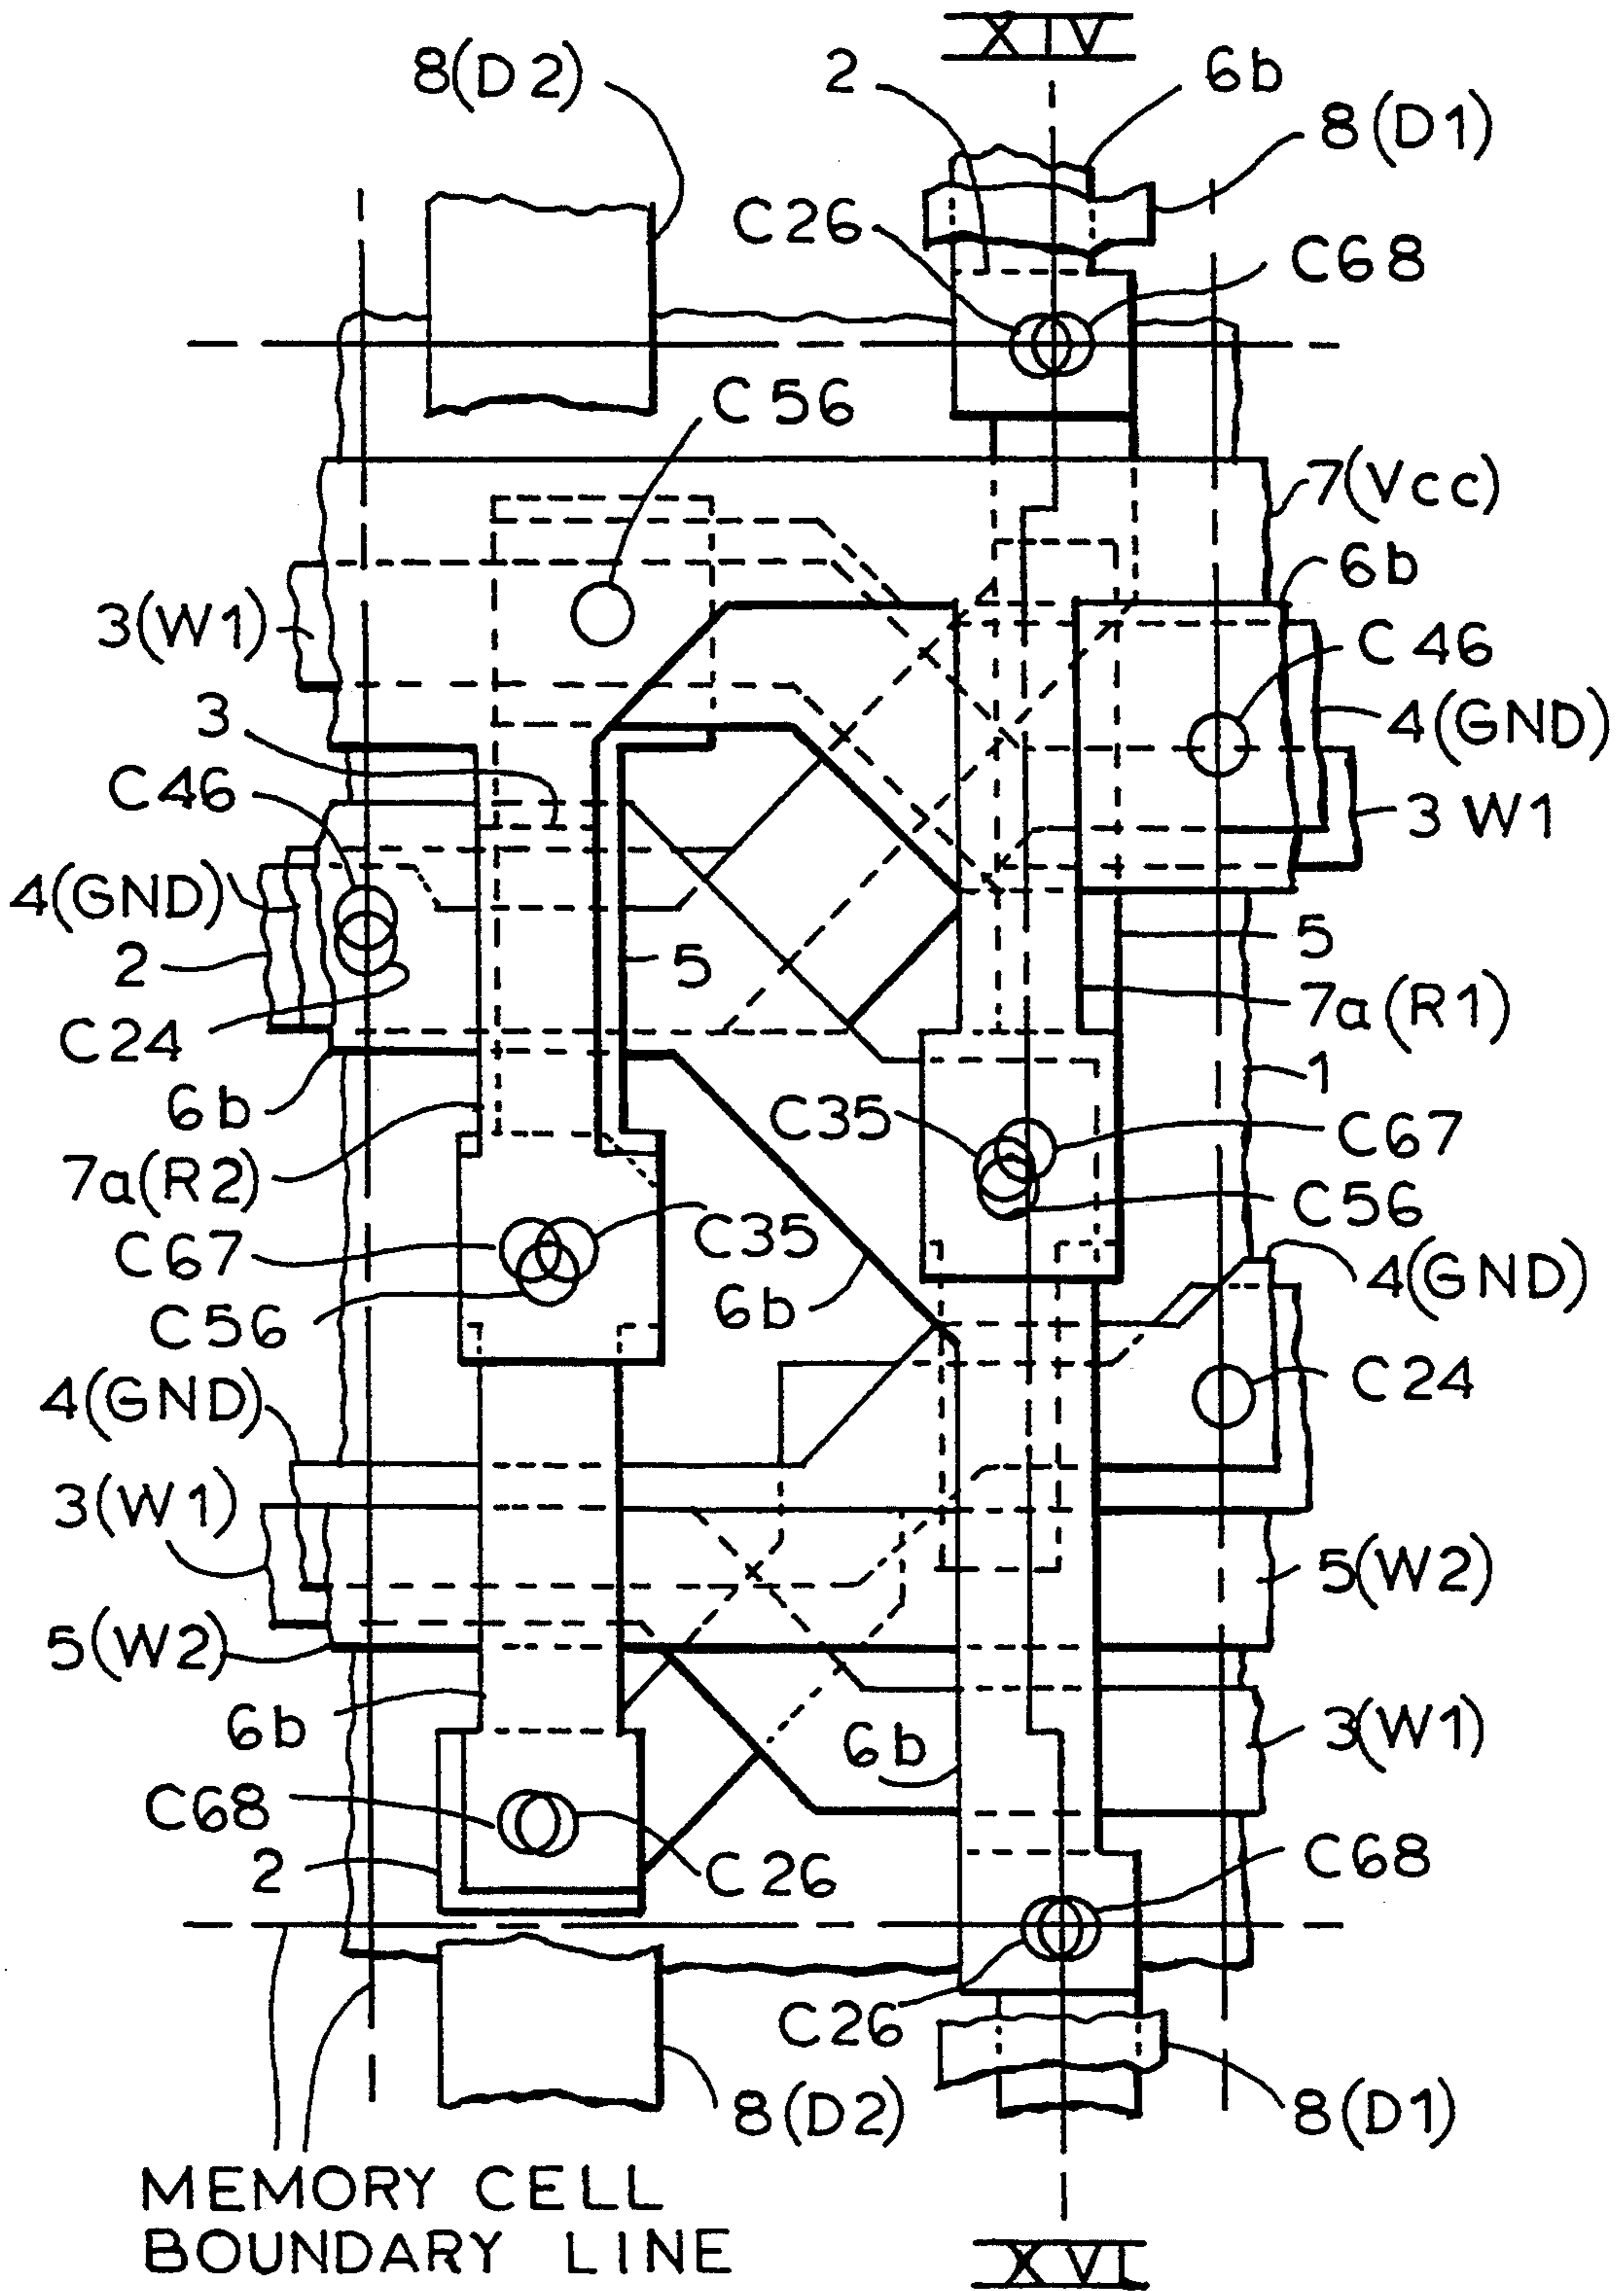 XIV
8(D2)
2
6b
8(D1)
C26
C68
C56
7(Vcc)
6b
3(W1)
C46
3
4(GND)
C46
3 W1
4(GND)
5
5
2
7a(R1)
C24
1
6b
C35
C67
7a(R2)
C35
C56
C67
4(GND)
6b
C56
C24
4(GND)
3(W1)
5(W2)
5(W2)
6b
6b
3(W1)
C68
C68
2
C26
C26
8(D2)
8(D1)
MEMORY CELL
BOUNDARY LINE
XVI